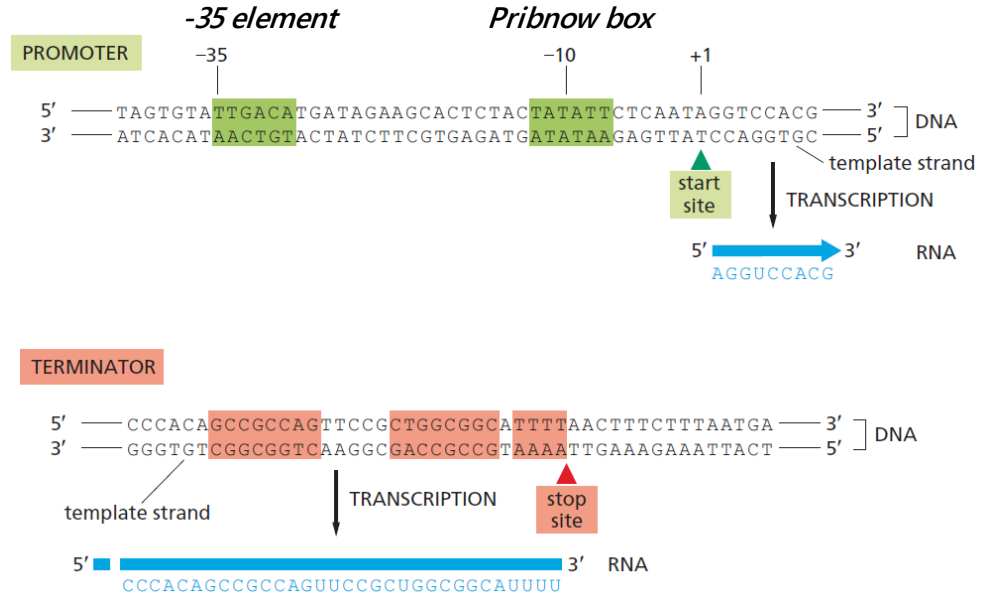 -35 element Pribnow box
PROMOTER −35 −10 +1
5′ TAGTGTATTGACATGATAGAAGCACTCTACTATATTCTCAATAGGTCCACG 3′
3′ ATCACATAACTGTACTATCTTCGTGAGATGATATAAGAGTTATCCAGGTGC 5′
DNA
template strand
start
site
TRANSCRIPTION
5′ 3′ RNA
AGGUCCACG
TERMINATOR
5′ CCCACAGCCGCCAGTTCCGCTGGCGGCATTTTAACTTTCTTTAATGA 3′
3′ GGGTGTCGGCGGTCAAGGCGACCGCCGTAAAATTGAAAGAAATTACT 5′
DNA
template strand
TRANSCRIPTION
stop
site
5′ 3′ RNA
CCCACAGCCGCCAGUUCCGCUGGCGGCAUUUU